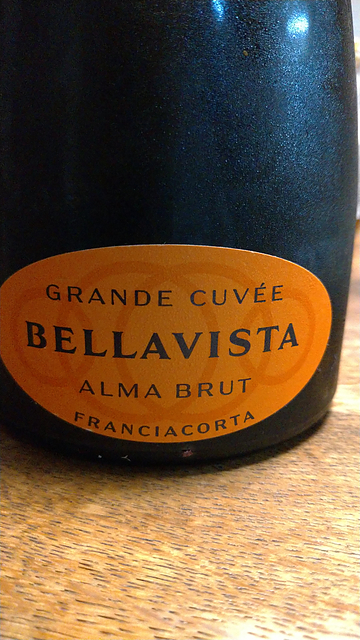 GRANDE CUVÉE
BELLAVISTA
ALMA BRUT
FRANCIACORTA